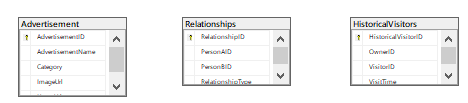 Advertisement
AdvertisementID
AdvertisementName
Category
ImageUrl
Relationships
RelationshipID
PersonAID
PersonBID
RelationshipType
HistoricalVisitors
HistoricalVisitorID
OwnerID
VisitorID
VisitTime